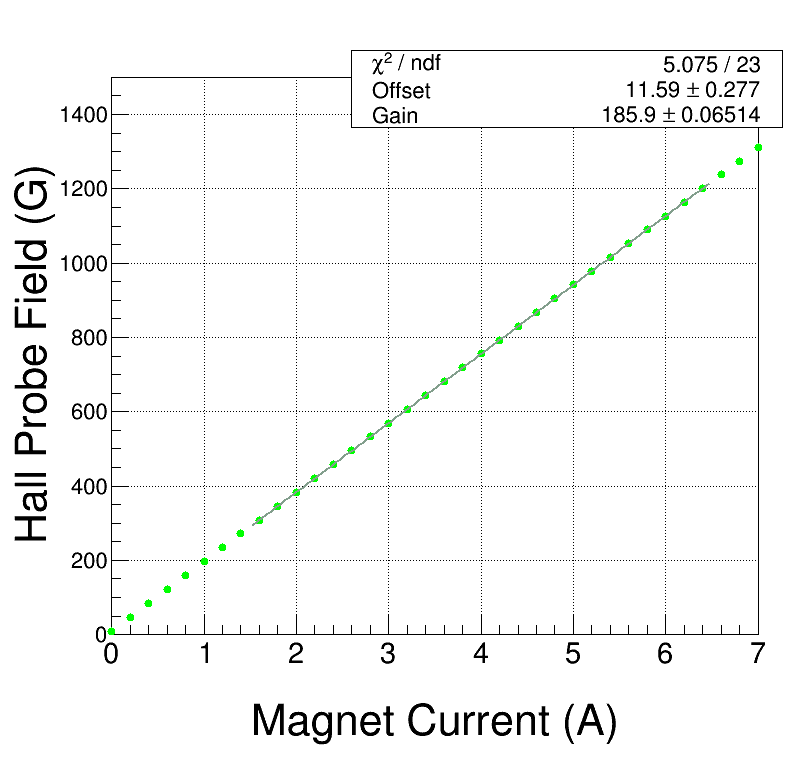 χ² / ndf 5.075 / 23
Offset 11.59 ± 0.277
Gain 185.9 ± 0.06514
1400
1200
1000
800
600
400
200
0
0 1 2 3 4 5 6 7
Hall Probe Field (G)
Magnet Current (A)